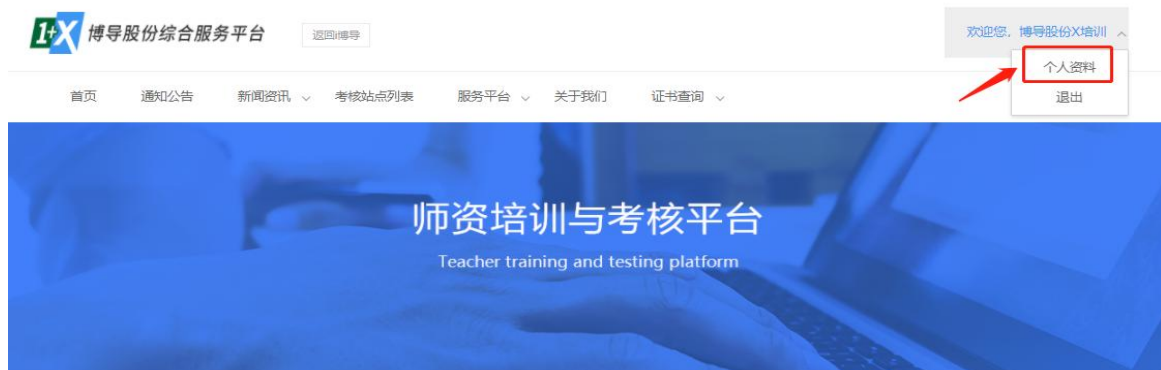 1+X 博导股份综合服务平台 返回i博导 欢迎您，博导股份X培训
个人资料
退出
首页 通知公告 新闻资讯 考核站点列表 服务平台 关于我们 证书查询
师资培训与考核平台
Teacher training and testing platform